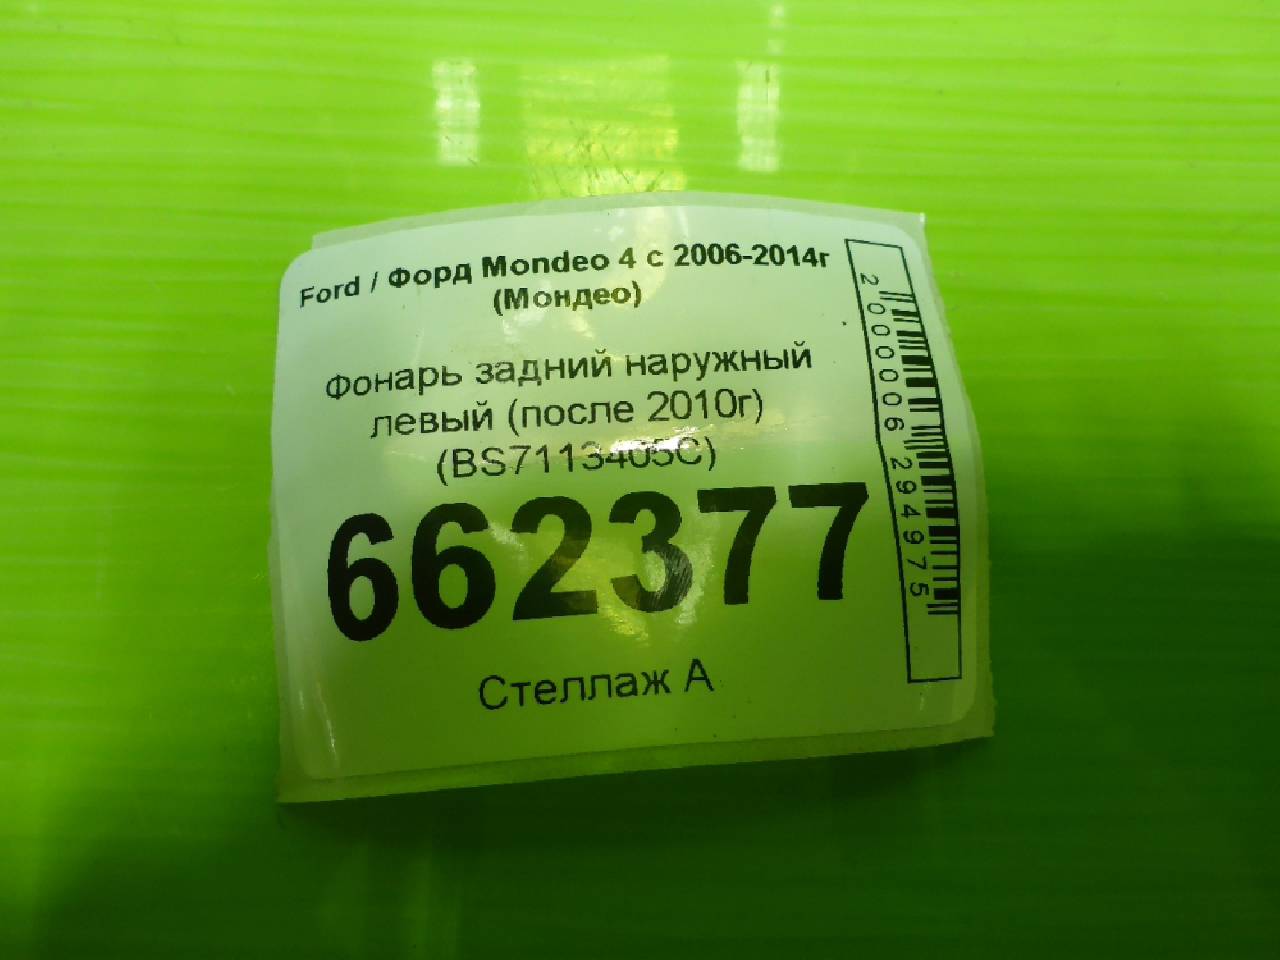 Ford / Форд Mondeo 4 с 2006-2014г
(Мондео)
Фонарь задний наружный
левый (после 2010г)
(BS7113405C)
662377
Стеллаж А
2000006294975